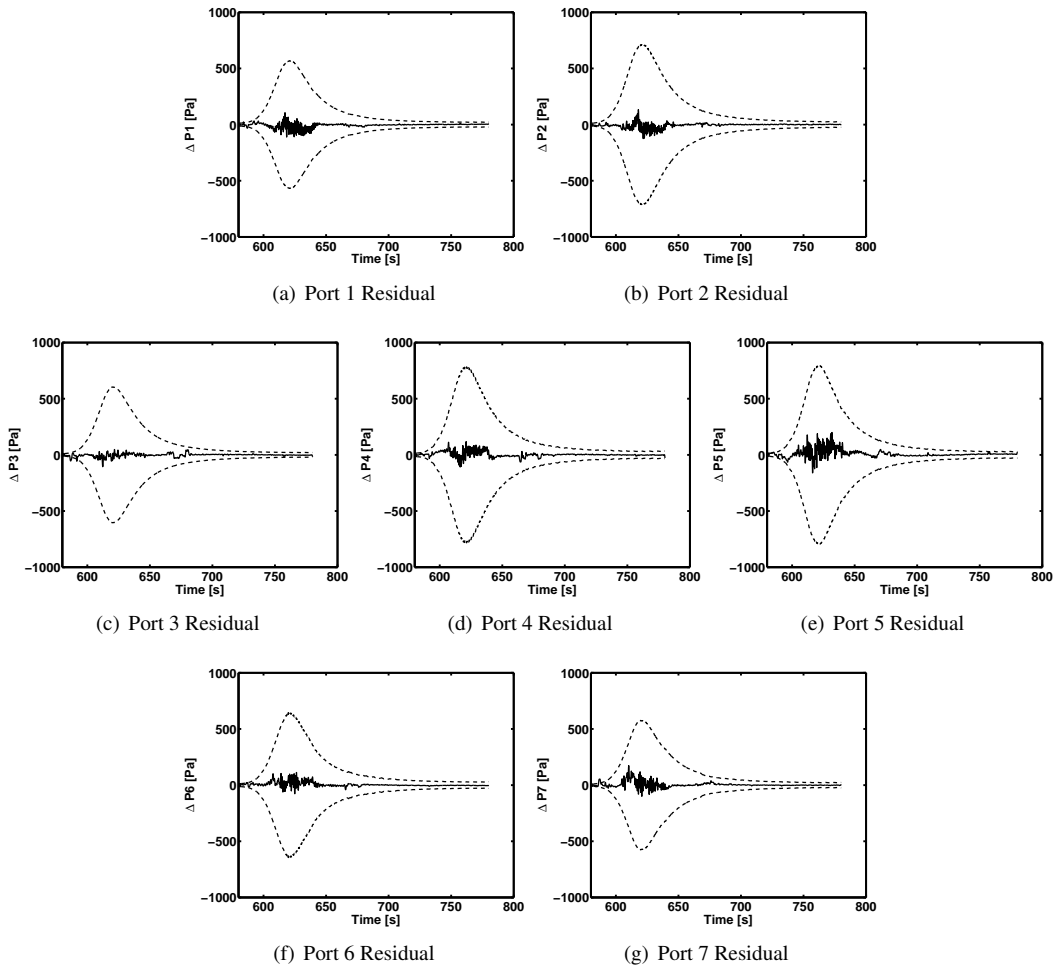 1000
500
0
−500
−1000
Δ P1 [Pa]
600 650 700 750 800
Time [s]
(a) Port 1 Residual
1000
500
0
−500
−1000
Δ P2 [Pa]
600 650 700 750 800
Time [s]
(b) Port 2 Residual
1000
500
0
−500
−1000
Δ P3 [Pa]
600 650 700 750 800
Time [s]
(c) Port 3 Residual
1000
500
0
−500
−1000
Δ P4 [Pa]
600 650 700 750 800
Time [s]
(d) Port 4 Residual
1000
500
0
−500
−1000
Δ P5 [Pa]
600 650 700 750 800
Time [s]
(e) Port 5 Residual
1000
500
0
−500
−1000
Δ P6 [Pa]
600 650 700 750 800
Time [s]
(f) Port 6 Residual
1000
500
0
−500
−1000
Δ P7 [Pa]
600 650 700 750 800
Time [s]
(g) Port 7 Residual